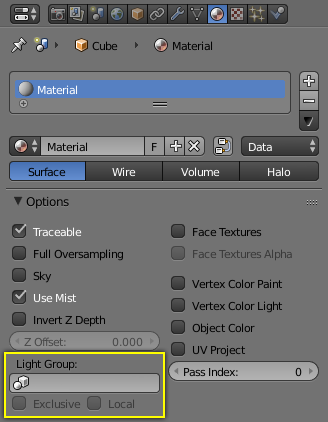 Cube Material
Material
Material F Data
Surface Wire Volume Halo
Options
Traceable Face Textures
Full Oversampling Face Textures Alpha
Sky
Use Mist Vertex Color Paint
Invert Z Depth Vertex Color Light
Z Offset: 0.000 Object Color
UV Project
Light Group: Pass Index: 0
Exclusive Local